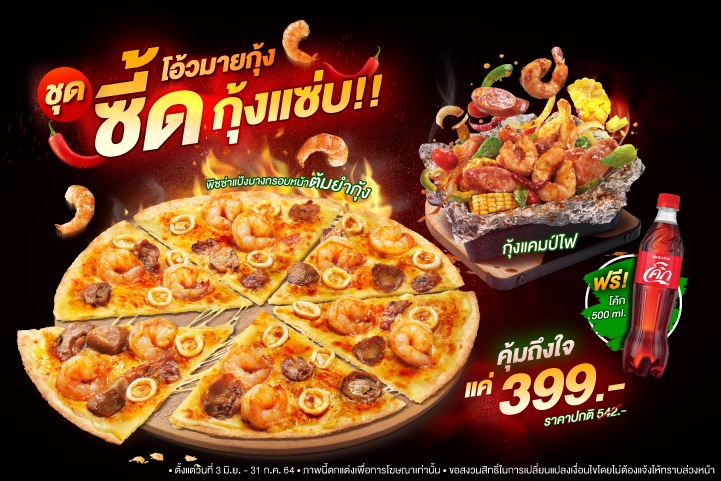 ชุด
ซี้ด
โอ้วมายกุ้ง
กุ้งแซ่บ!!
พิซซ่าแป้งบางกรอบหน้าต้มยำกุ้ง
กุ้งแคมป์ไฟ
ฟรี!
โค้ก
500 ml.
โค้ก
คุ้มถึงใจ
แค่ 399.-
ราคาปกติ 542.-
• ตั้งแต่วันที่ 3 มิ.ย. - 31 ก.ค. 64 • ภาพนี้ตกแต่งเพื่อการโฆษณาเท่านั้น • ขอสงวนสิทธิ์ในการเปลี่ยนแปลงเงื่อนไขโดยไม่ต้องแจ้งให้ทราบล่วงหน้า